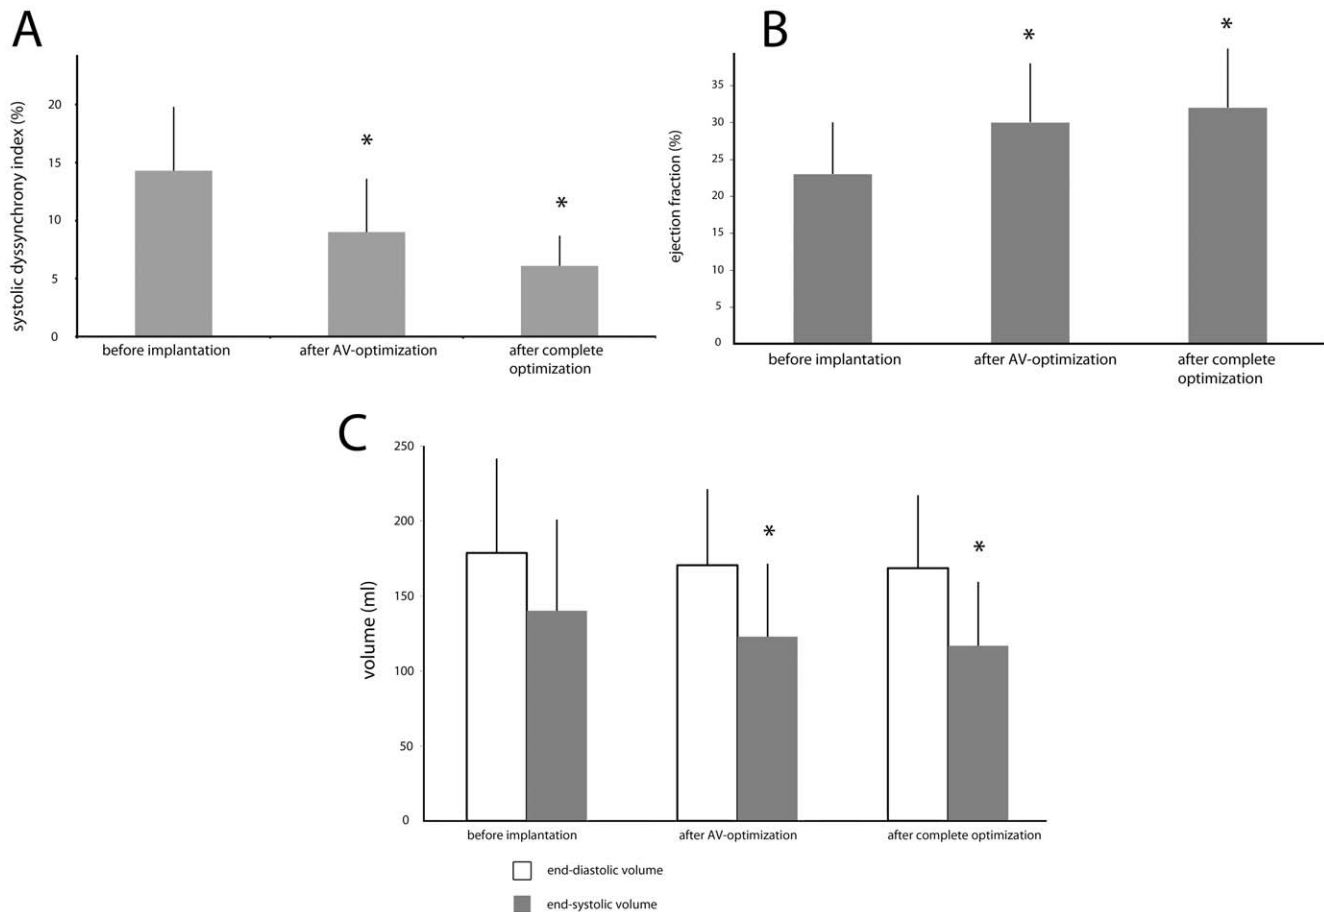 A
systolic dyssynchrony index (%)
20
15
10
5
0
*
*
before implantation
after AV-optimization
after complete
optimization
B
ejection fraction (%)
35
30
25
20
15
10
5
0
*
*
before implantation
after AV-optimization
after complete
optimization
C
volume (ml)
250
200
150
100
50
0
*
*
before implantation
after AV-optimization
after complete optimization
end-diastolic volume
end-systolic volume